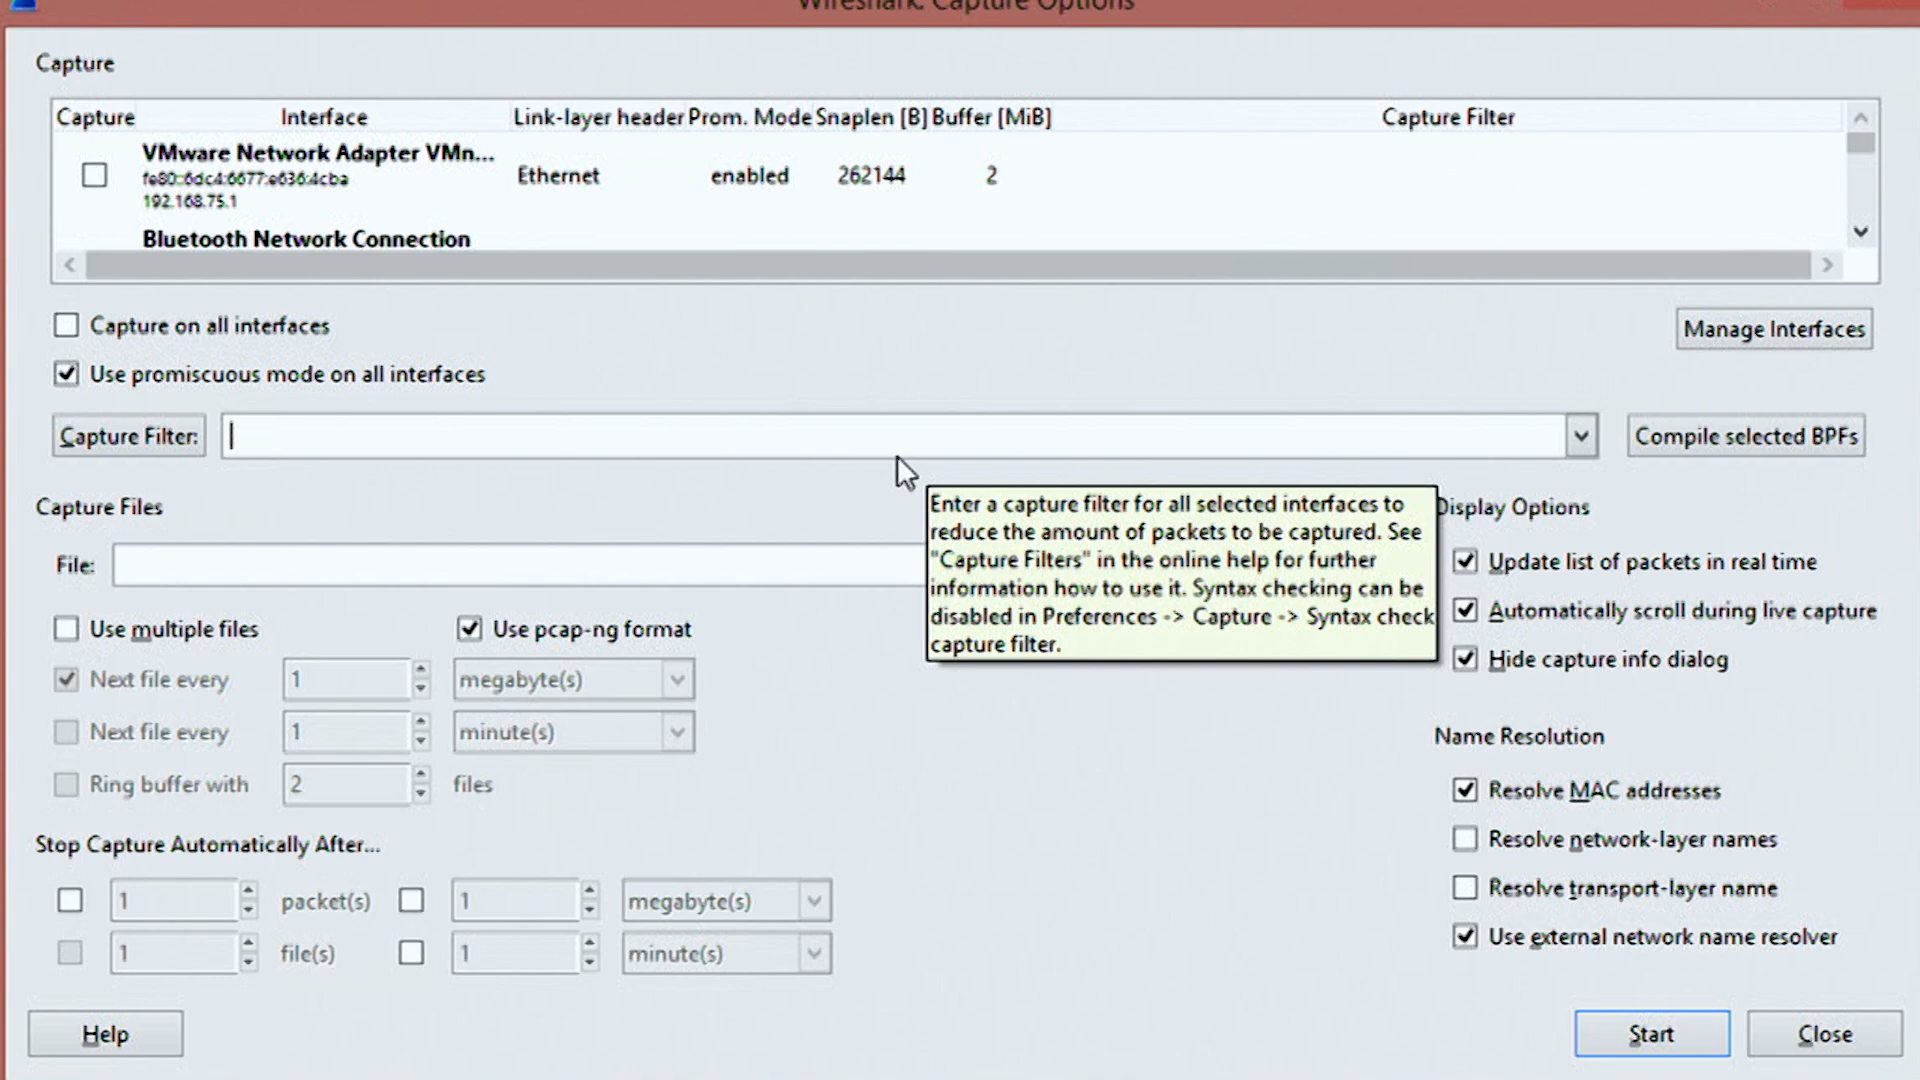 Wireshark: Capture Options
Capture
Capture Interface Link-layer header Prom. Mode Snaplen [B] Buffer [MiB] Capture Filter
VMware Network Adapter VMn...
fe80::6dc4:6677:e636:4cba
192.168.75.1
Ethernet enabled 262144 2
Bluetooth Network Connection
Capture on all interfaces
Manage Interfaces
Use promiscuous mode on all interfaces
Capture Filter:
Compile selected BPFs
Capture Files
File:
Enter a capture filter for all selected interfaces to
reduce the amount of packets to be captured. See
"Capture Filters" in the online help for further
information how to use it. Syntax checking can be
disabled in Preferences -> Capture -> Syntax check
capture filter.
Use multiple files
Use pcap-ng format
Next file every 1 megabyte(s)
Next file every 1 minute(s)
Ring buffer with 2 files
Stop Capture Automatically After...
1 packet(s) 1 megabyte(s)
1 file(s) 1 minute(s)
Display Options
Update list of packets in real time
Automatically scroll during live capture
Hide capture info dialog
Name Resolution
Resolve MAC addresses
Resolve network-layer names
Resolve transport-layer name
Use external network name resolver
Help
Start
Close